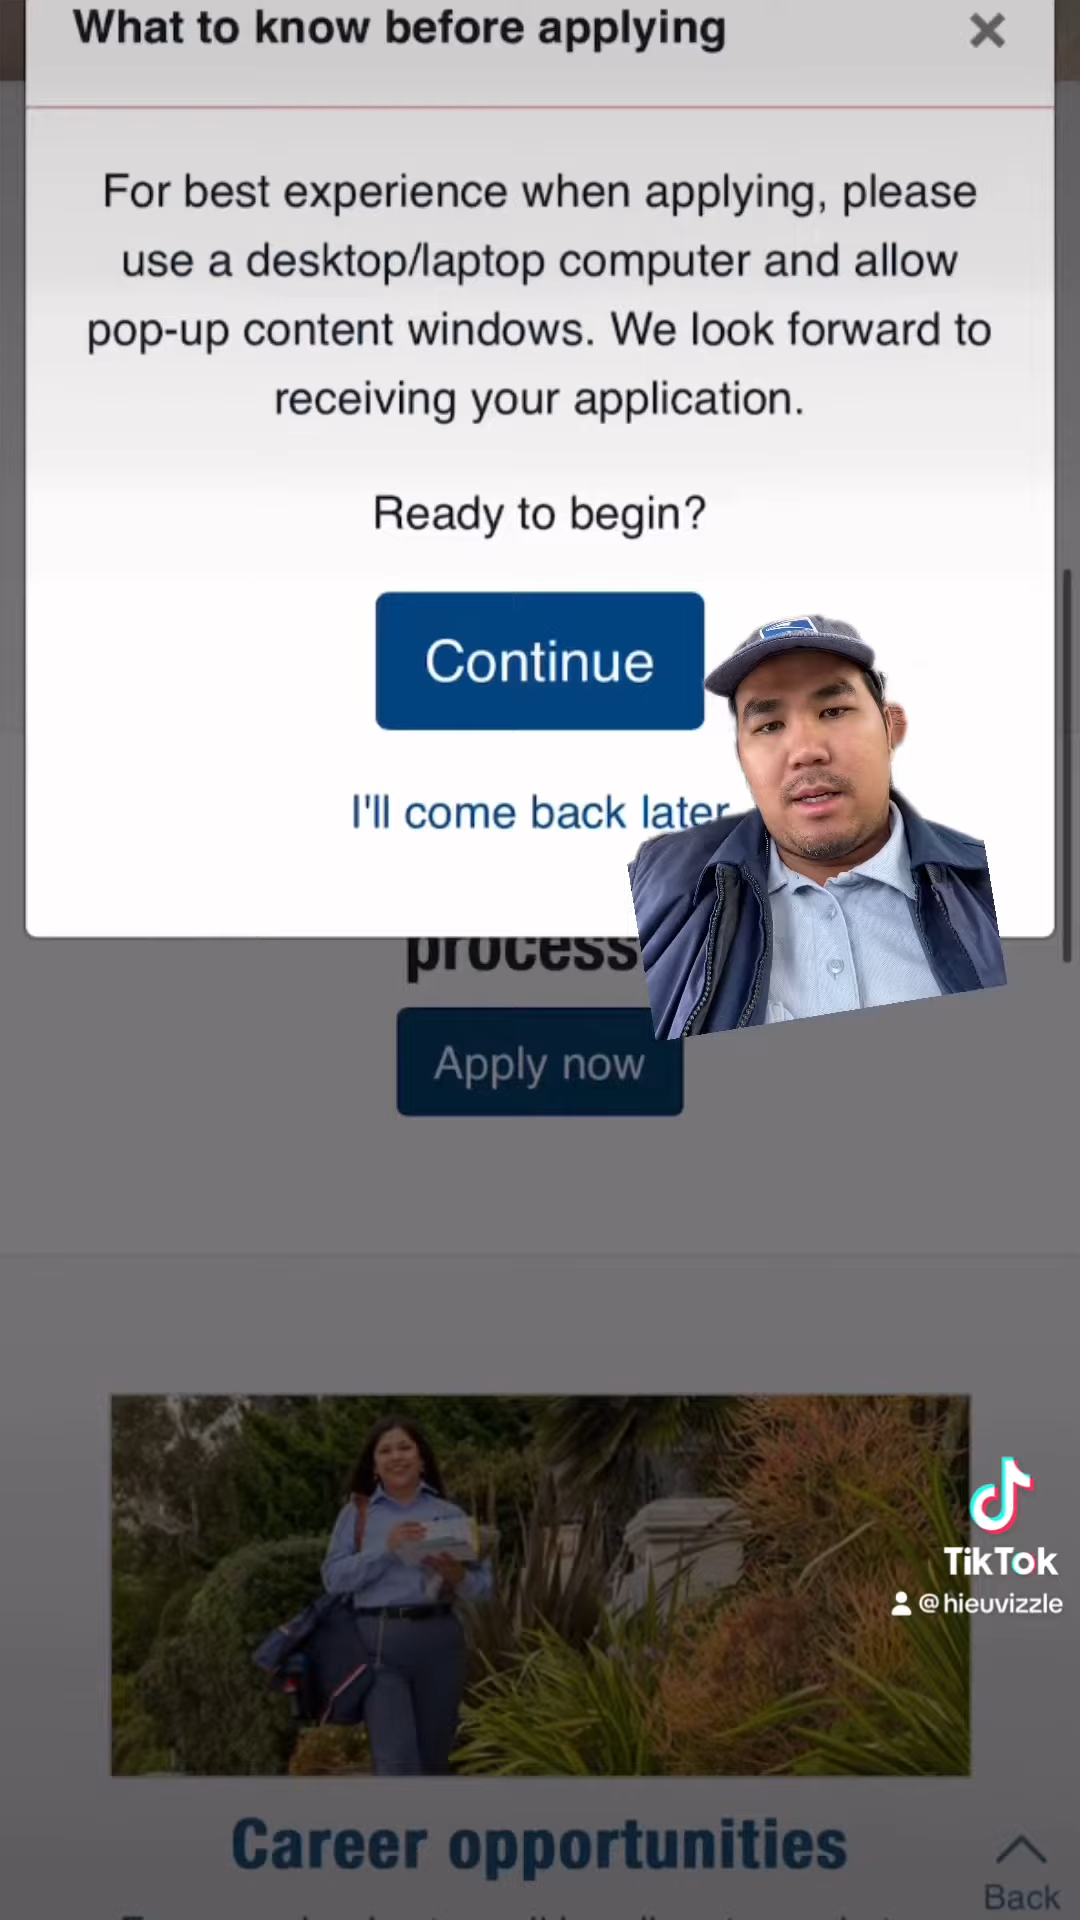 What to know before applying
For best experience when applying, please
use a desktop/laptop computer and allow
pop-up content windows. We look forward to
receiving your application.
Ready to begin?
Continue
I'll come back later
process
Apply now
TikTok
@hieuvizzle
Career opportunities
Back